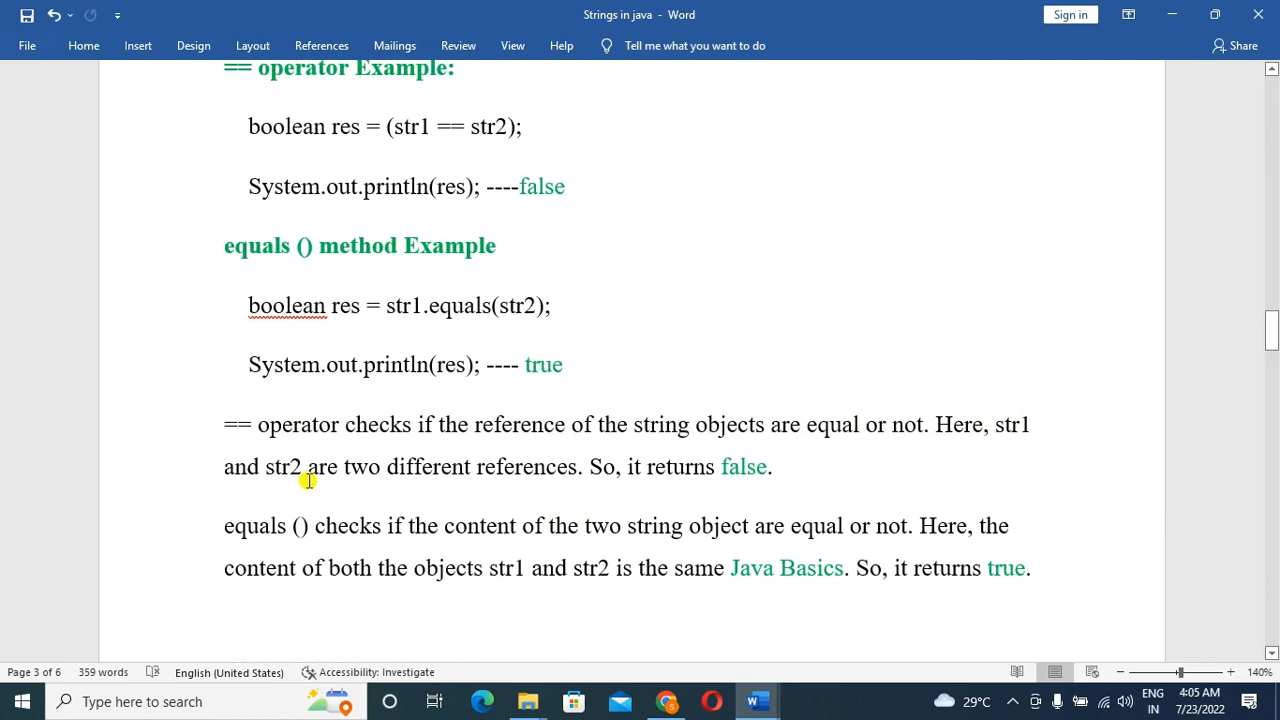 Strings in java - Word
Sign in
File Home Insert Design Layout References Mailings Review View Help Tell me what you want to do Share
== operator Example:
boolean res = (str1 == str2);
System.out.println(res); ----false
equals () method Example
boolean res = str1.equals(str2);
System.out.println(res); ---- true
== operator checks if the reference of the string objects are equal or not. Here, str1
and str2 are two different references. So, it returns false.
equals () checks if the content of the two string object are equal or not. Here, the
content of both the objects str1 and str2 is the same Java Basics. So, it returns true.
Page 3 of 6 359 words English (United States) Accessibility: Investigate 140%
Type here to search 29°C ENG 4:05 AM
IN 7/23/2022